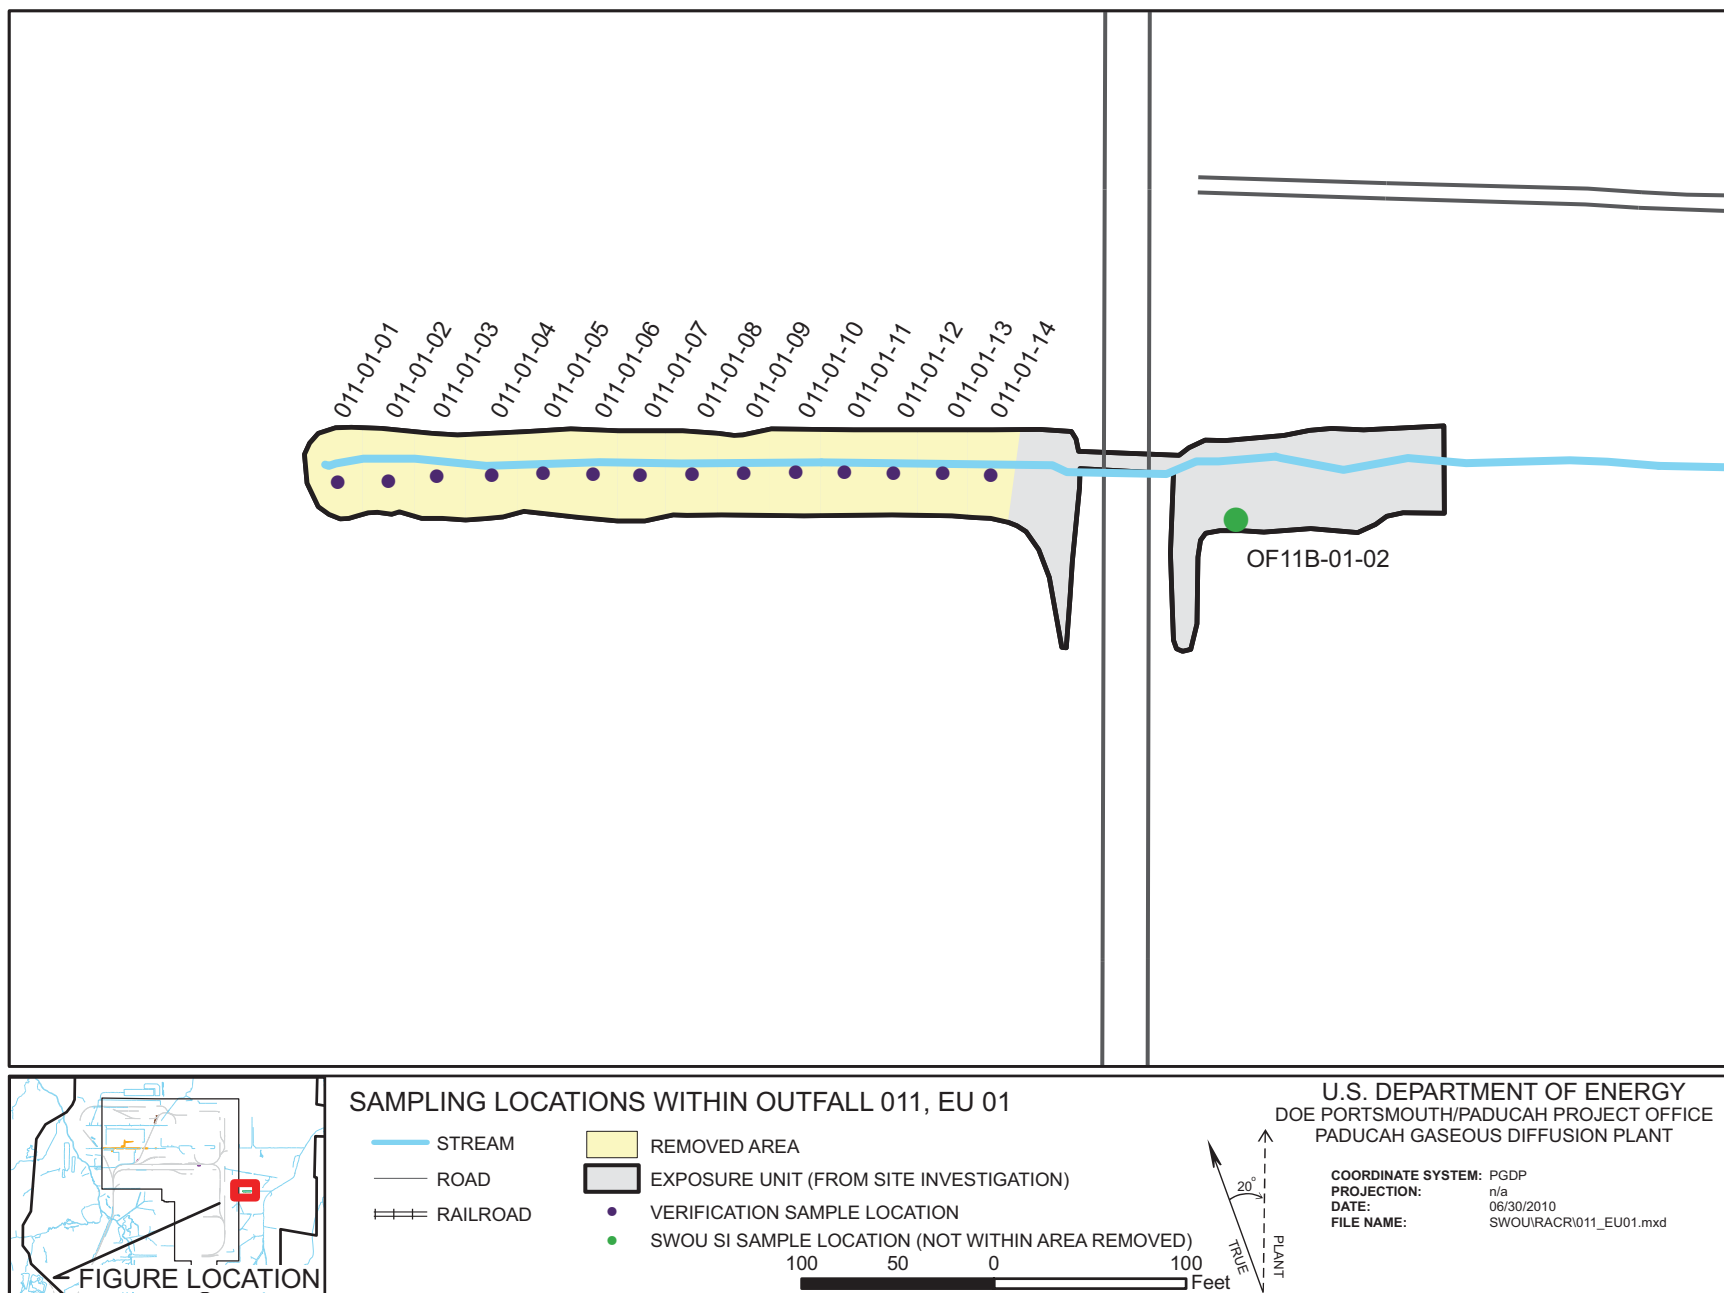 011-01-01
011-01-02
011-01-03
011-01-04
011-01-05
011-01-06
011-01-07
011-01-08
011-01-09
011-01-10
011-01-11
011-01-12
011-01-13
011-01-14
OF11B-01-02
FIGURE LOCATION
SAMPLING LOCATIONS WITHIN OUTFALL 011, EU 01
STREAM
ROAD
RAILROAD
REMOVED AREA
EXPOSURE UNIT (FROM SITE INVESTIGATION)
VERIFICATION SAMPLE LOCATION
SWOU SI SAMPLE LOCATION (NOT WITHIN AREA REMOVED)
100 50 0 100
Feet
20°
TRUE
PLANT
U.S. DEPARTMENT OF ENERGY
DOE PORTSMOUTH/PADUCAH PROJECT OFFICE
PADUCAH GASEOUS DIFFUSION PLANT
COORDINATE SYSTEM: PGDP
PROJECTION: n/a
DATE: 06/30/2010
FILE NAME: SWOU\RACR\011_EU01.mxd